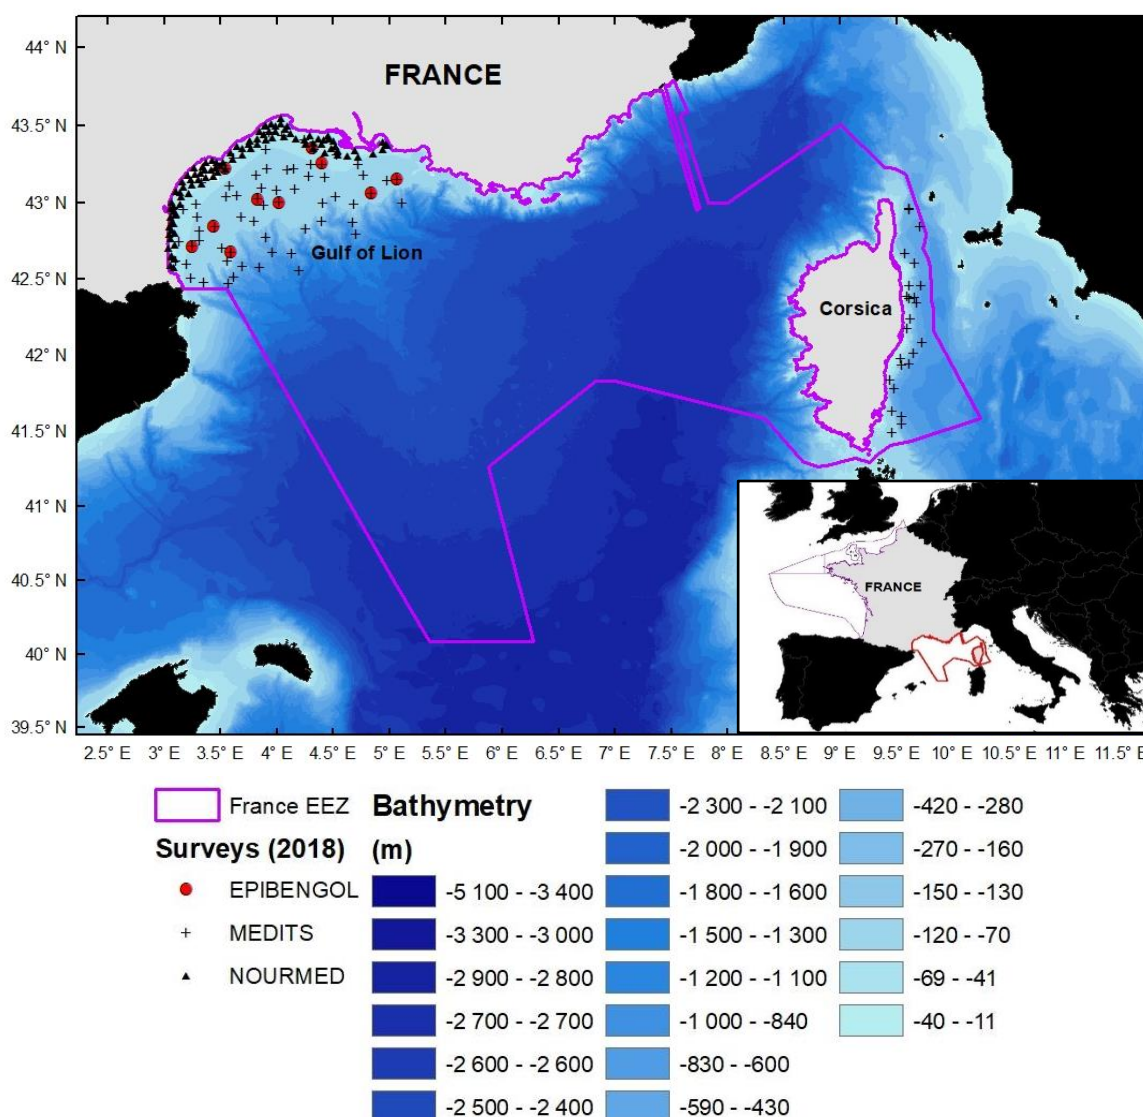 44° N
FRANCE
43.5° N
43° N
Gulf of Lion
42.5° N
Corsica
42° N
41.5° N
41° N
40.5° N
FRANCE
40° N
39.5° N
2.5° E 3° E 3.5° E 4° E 4.5° E 5° E 5.5° E 6° E 6.5° E 7° E 7.5° E 8° E 8.5° E 9° E 9.5° E 10° E 10.5° E 11° E 11.5° E
France EEZ
Surveys (2018)
EPIBENGOL
MEDITS
NOURMED
Bathymetry
(m)
-5 100 - -3 400
-3 300 - -3 000
-2 900 - -2 800
-2 700 - -2 700
-2 600 - -2 600
-2 500 - -2 400
-2 300 - -2 100
-2 000 - -1 900
-1 800 - -1 600
-1 500 - -1 300
-1 200 - -1 100
-1 000 - -840
-830 - -600
-590 - -430
-420 - -280
-270 - -160
-150 - -130
-120 - -70
-69 - -41
-40 - -11